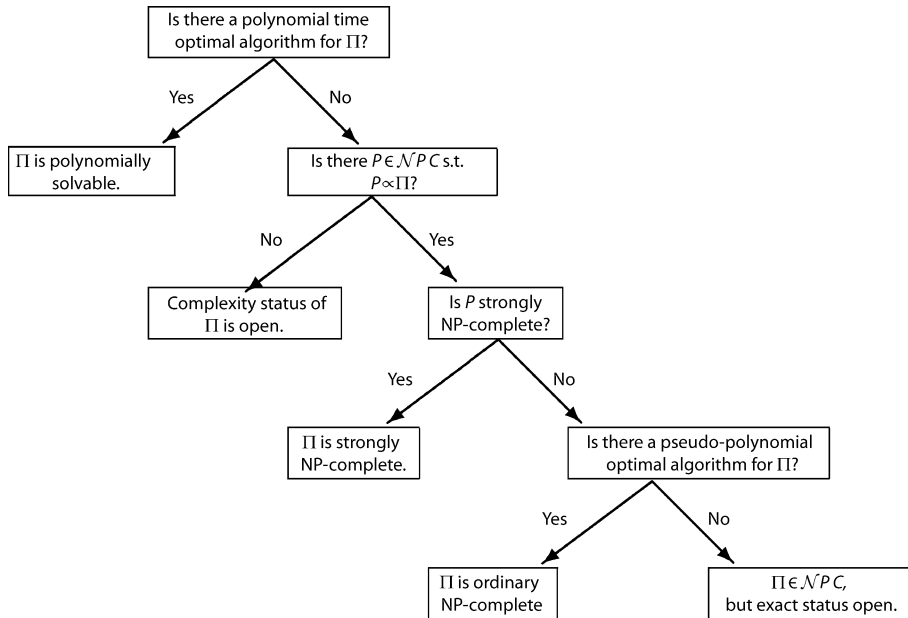 Is there a polynomial time
optimal algorithm for Π?
Yes
No
Π is polynomially
solvable.
Is there P ∈ 𝒩PC s.t.
P ∝ Π?
No
Yes
Complexity status of
Π is open.
Is P strongly
NP-complete?
Yes
No
Π is strongly
NP-complete.
Is there a pseudo-polynomial
optimal algorithm for Π?
Yes
No
Π is ordinary
NP-complete
Π ∈ 𝒩PC,
but exact status open.